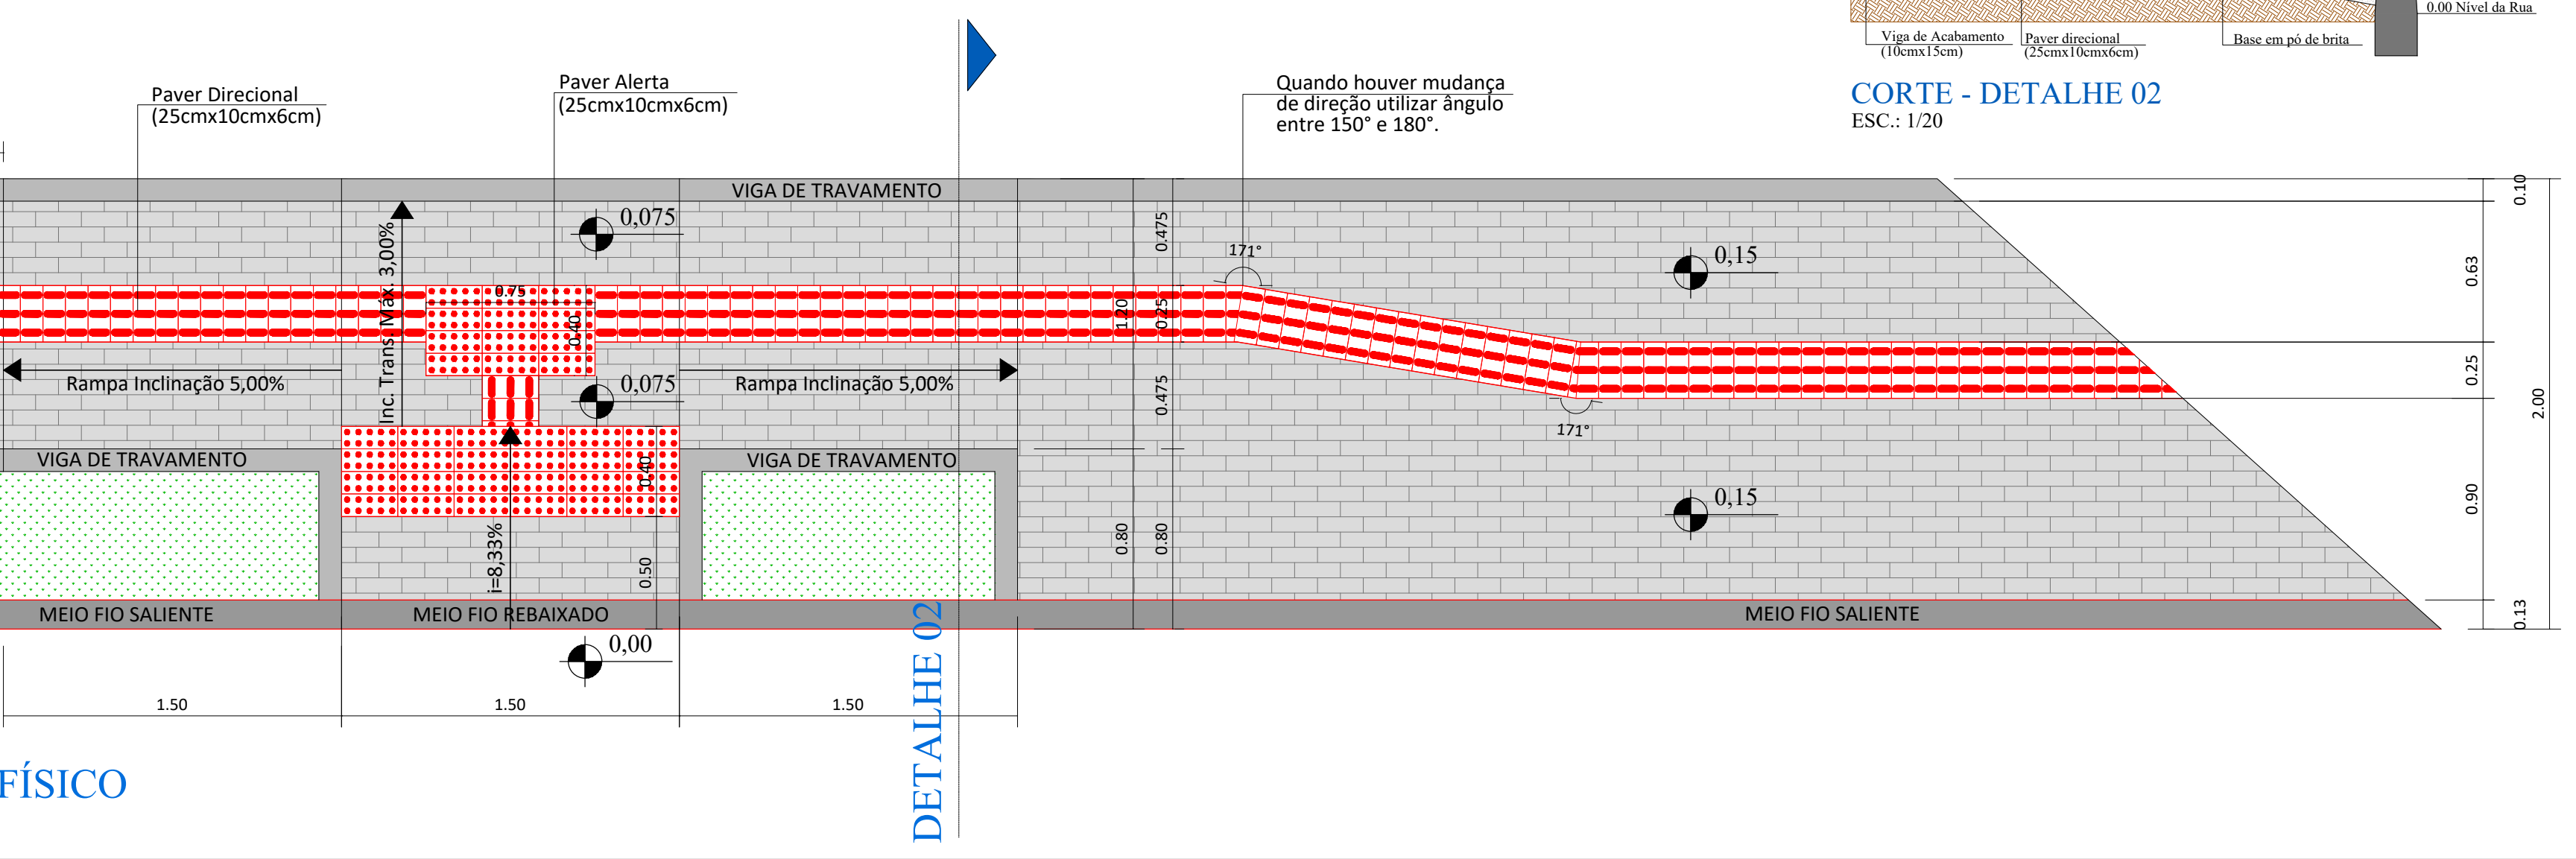 0.00 Nível da Rua
Viga de Acabamento
(10cmx15cm)
Paver direcional
(25cmx10cmx6cm)
Base em pó de brita
CORTE - DETALHE 02
ESC.: 1/20
Paver Direcional
(25cmx10cmx6cm)
Paver Alerta
(25cmx10cmx6cm)
Quando houver mudança
de direção utilizar ângulo
entre 150° e 180°.
VIGA DE TRAVAMENTO
0,075
Inc. Trans. Máx. 3,00%
0.75
0.40
0,075
Rampa Inclinação 5,00%
Rampa Inclinação 5,00%
VIGA DE TRAVAMENTO
VIGA DE TRAVAMENTO
0.40
i=8,33%
0.50
MEIO FIO SALIENTE
MEIO FIO REBAIXADO
MEIO FIO SALIENTE
0,00
1.50
1.50
1.50
DETALHE 02
FÍSICO
1.20
0.80
0.475
0.25
0.475
0.80
171°
171°
0,15
0,15
0.10
0.63
0.25
0.90
0.13
2.00